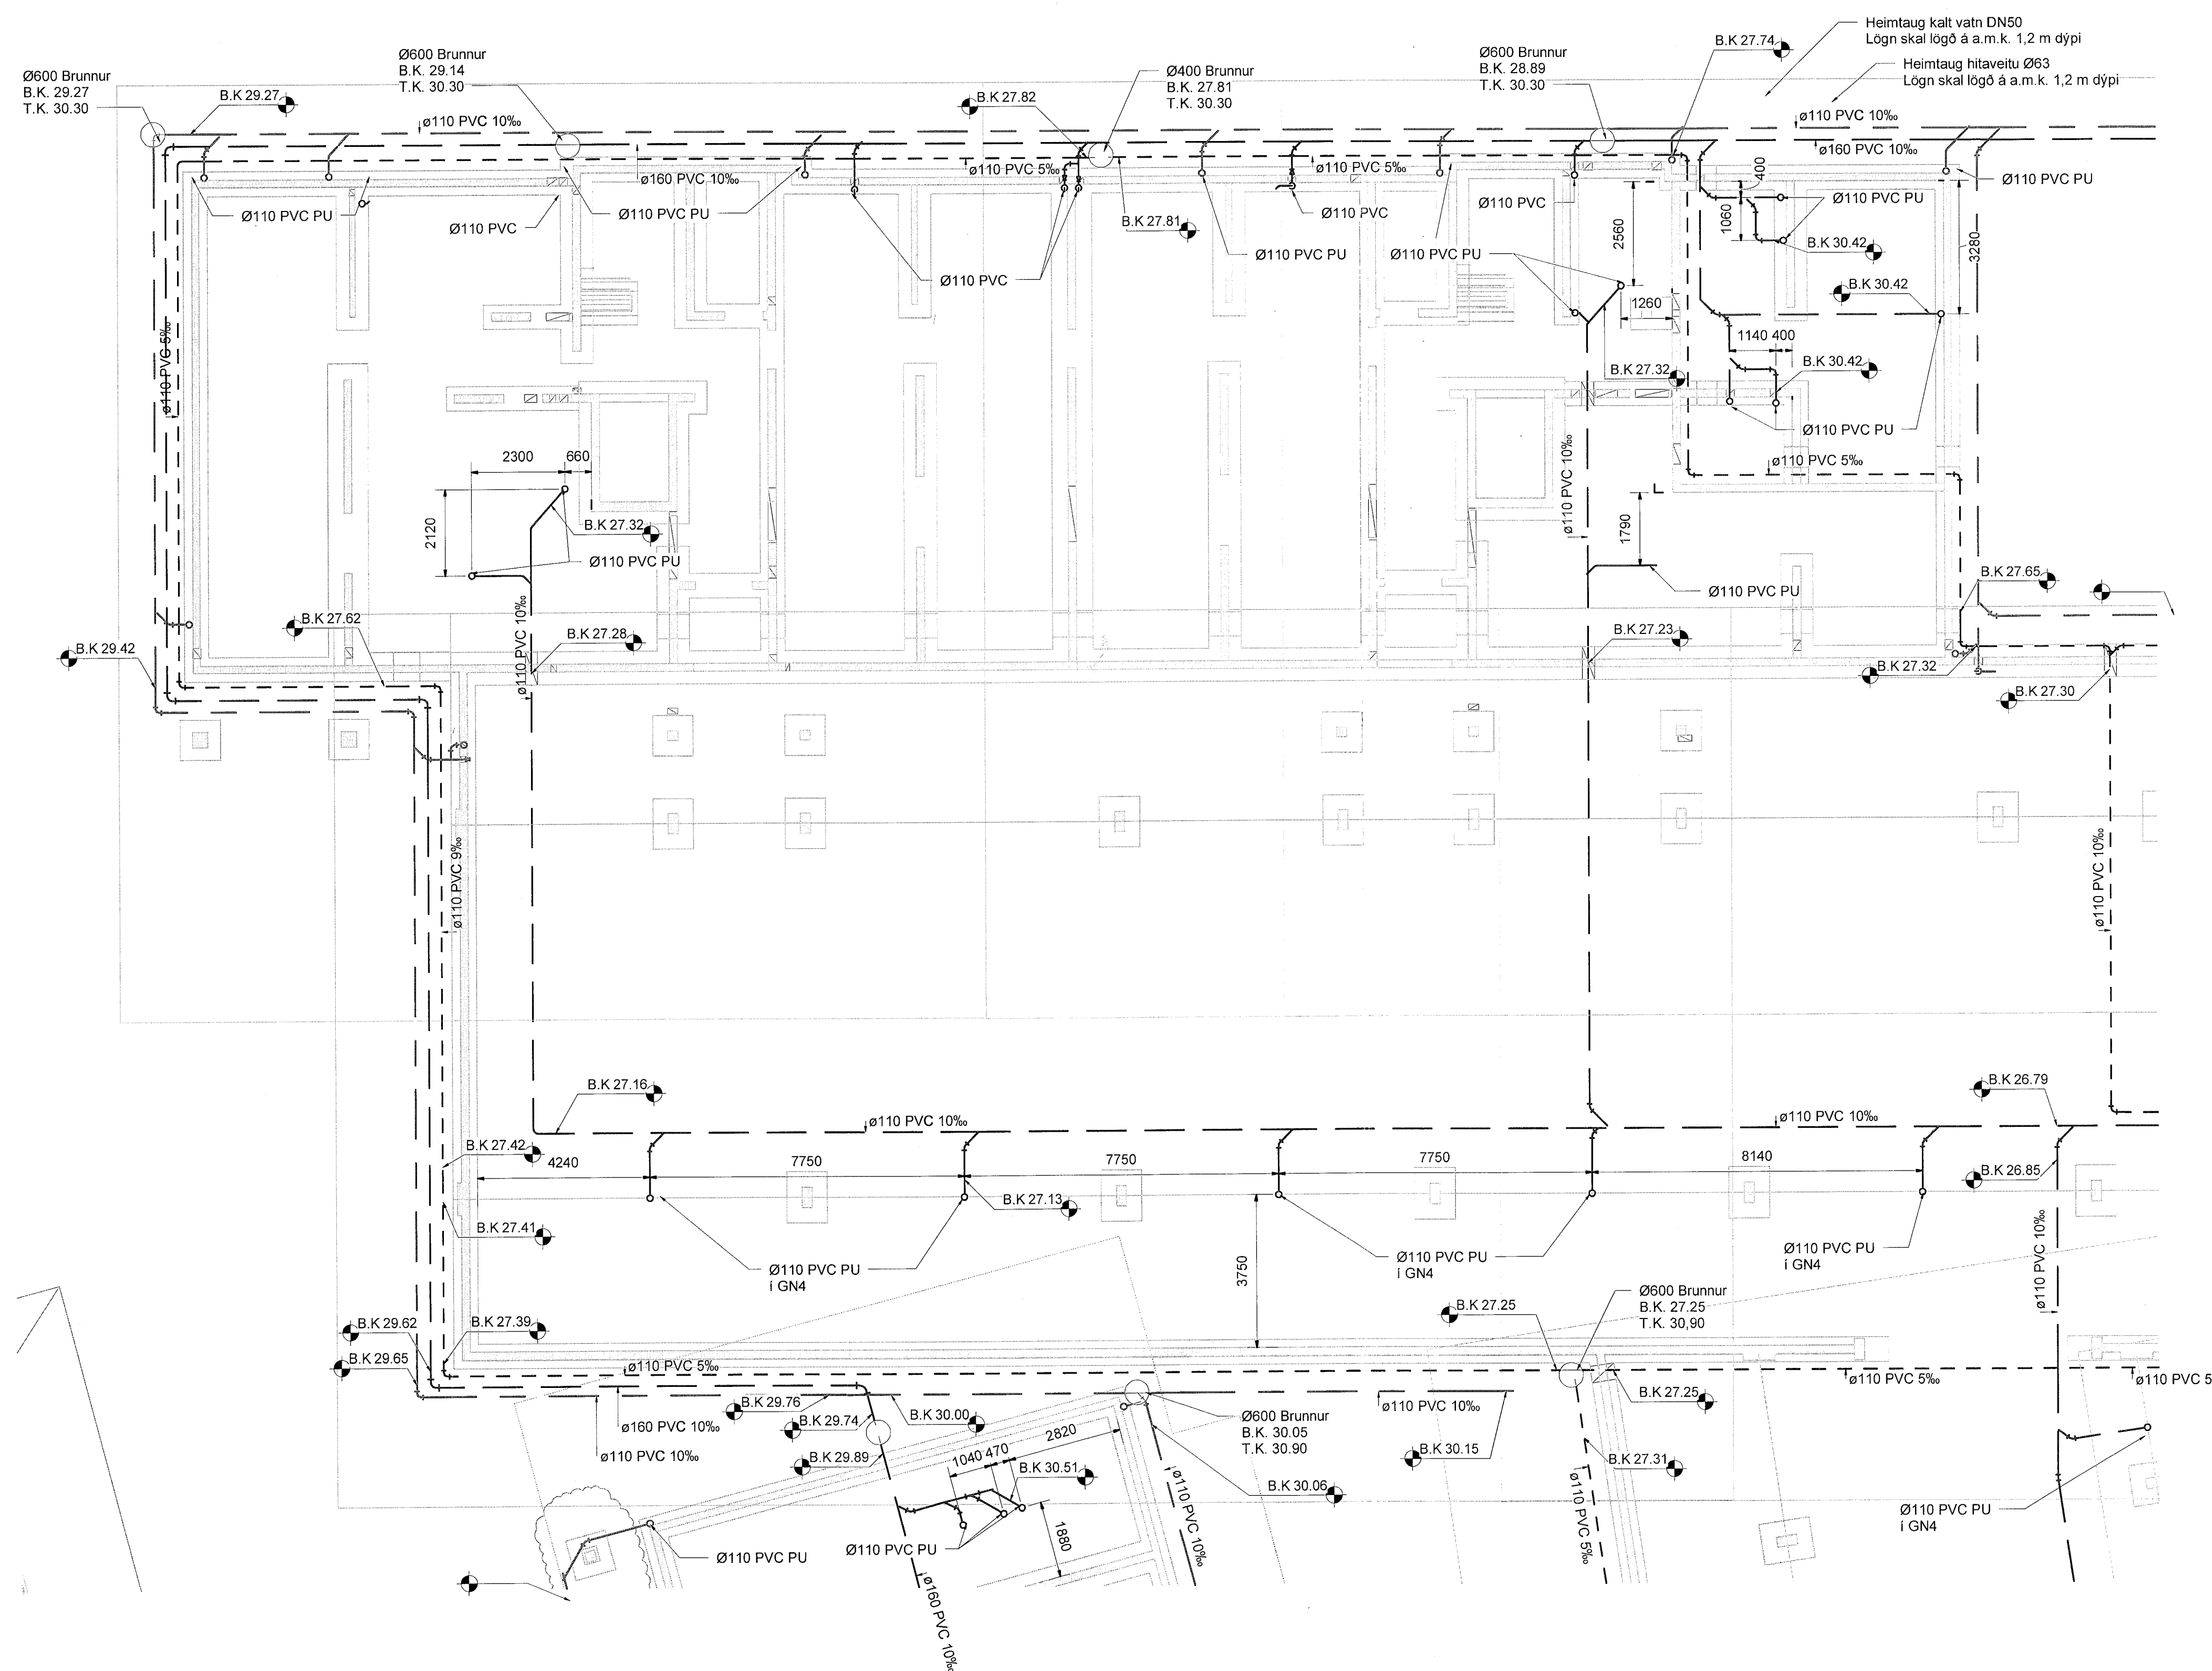 Heimtaug kalt vatn DN50
Lögn skal lögð á a.m.k. 1,2 m dýpi
Heimtaug hitaveitu Ø63
Lögn skal lögð á a.m.k. 1,2 m dýpi
Ø600 Brunnur
B.K. 29.27
T.K. 30.30
B.K 29.27
Ø600 Brunnur
B.K. 29.14
T.K. 30.30
ø110 PVC 10‰
B.K 27.82
Ø400 Brunnur
B.K. 27.81
T.K. 30.30
Ø600 Brunnur
B.K. 28.89
T.K. 30.30
B.K 27.74
ø110 PVC 10‰
ø160 PVC 10‰
ø160 PVC 10‰
ø110 PVC 5‰
ø110 PVC 5‰
400
Ø110 PVC PU
Ø110 PVC PU
Ø110 PVC
Ø110 PVC PU
B.K 27.81
Ø110 PVC
Ø110 PVC
1060
Ø110 PVC PU
B.K 30.42
3280
2560
Ø110 PVC
Ø110 PVC PU
Ø110 PVC PU
B.K 30.42
1260
1140 400
B.K 30.42
B.K 27.32
Ø110 PVC PU
ø110 PVC 5‰
ø110 PVC 5‰
ø110 PVC 10‰
2300
660
2120
B.K 27.32
Ø110 PVC PU
1790
Ø110 PVC PU
B.K 27.65
B.K 27.62
ø110 PVC 10‰
B.K 27.28
B.K 27.23
B.K 29.42
B.K 27.32
B.K 27.30
ø110 PVC 9‰
ø110 PVC 10‰
B.K 27.16
B.K 26.79
ø110 PVC 10‰
ø110 PVC 10‰
B.K 27.42
4240
7750
7750
7750
8140
B.K 26.85
B.K 27.13
B.K 27.41
Ø110 PVC PU
í GN4
Ø110 PVC PU
í GN4
Ø110 PVC PU
í GN4
3750
ø110 PVC 10‰
B.K 29.62
B.K 27.39
B.K 27.25
Ø600 Brunnur
B.K. 27.25
T.K. 30,90
B.K 29.65
ø110 PVC 5‰
ø110 PVC 5‰
ø110 PVC 5
B.K 29.76
B.K 29.74
B.K 30.00
ø110 PVC 10‰
B.K 27.25
ø160 PVC 10‰
Ø600 Brunnur
B.K. 30.05
T.K. 30.90
ø110 PVC 10‰
B.K 29.89
2820
1040
470
B.K 30.51
B.K 30.15
B.K 27.31
B.K 30.06
ø110 PVC 10‰
ø110 PVC 5‰
Ø110 PVC PU
í GN4
1880
Ø110 PVC PU
Ø110 PVC PU
ø160 PVC 10‰